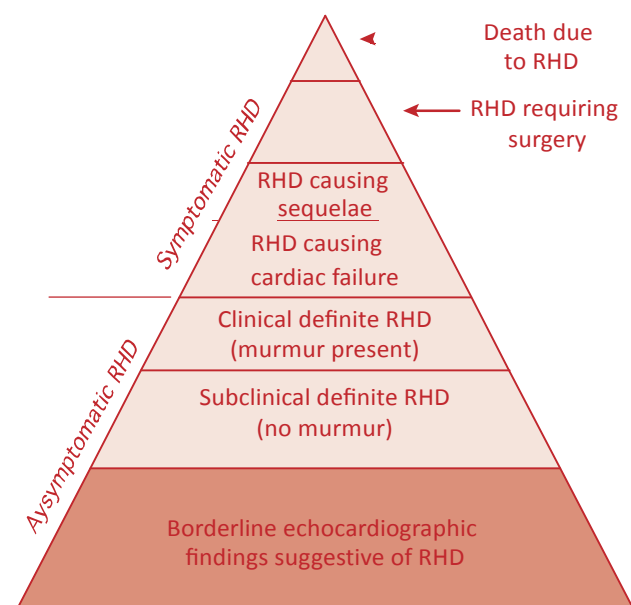 Death due
to RHD
RHD requiring
surgery
Symptomatic RHD
RHD causing
sequelae
RHD causing
cardiac failure
Clinical definite RHD
(murmur present)
Aysymptomatic RHD
Subclinical definite RHD
(no murmur)
Borderline echocardiographic
findings suggestive of RHD